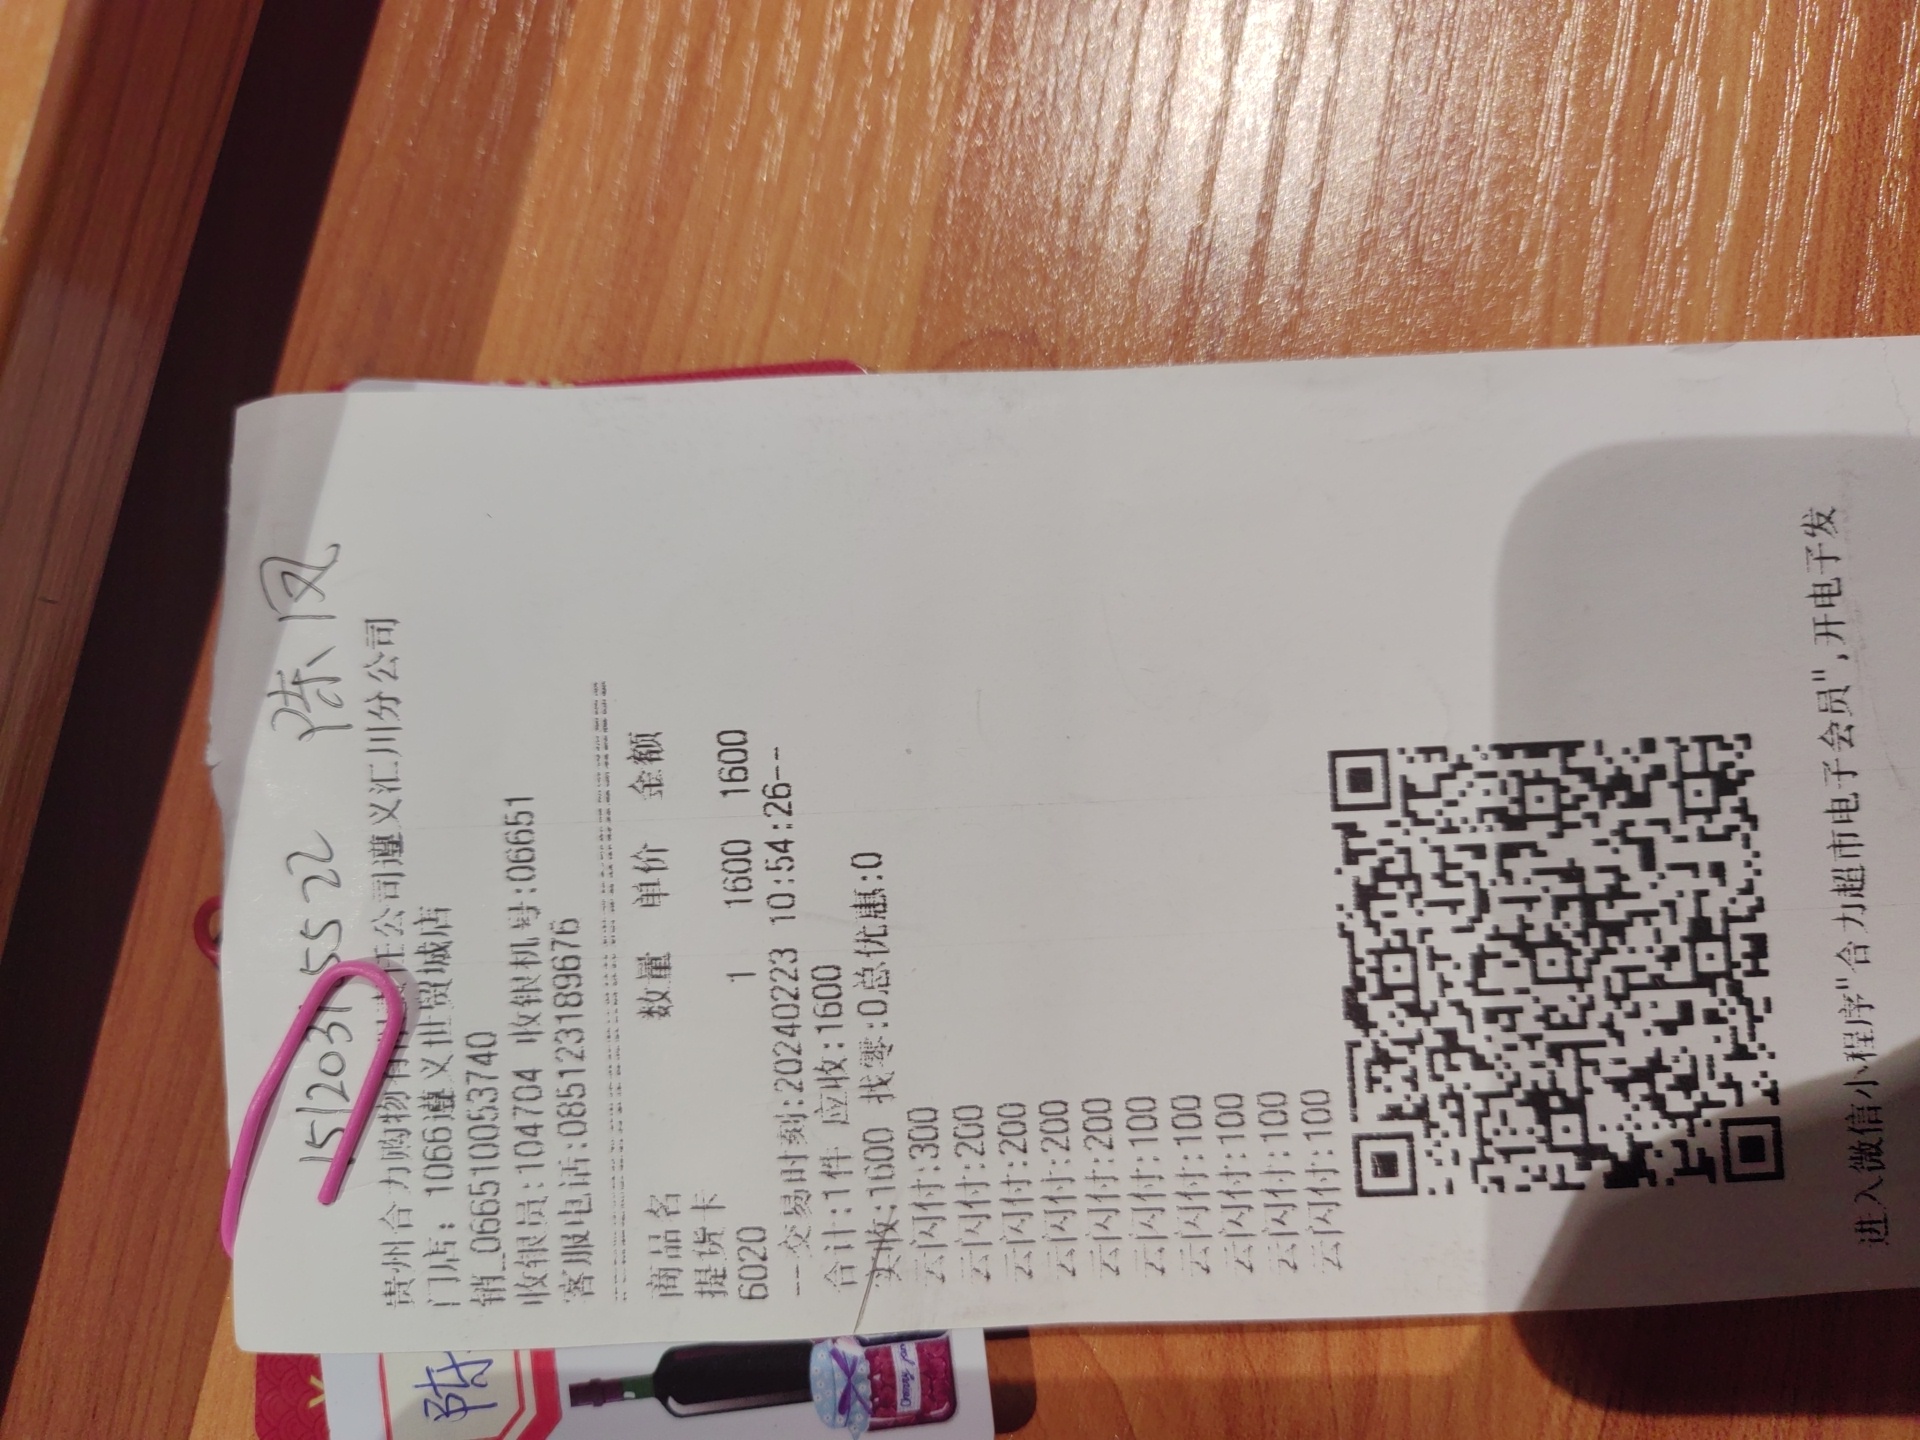 15120315522 陈凤
贵州合力购物有限责任公司遵义汇川分公司
门店: 1066遵义世贸城店
销_0665100053740
收银员:104704 收银机号:06651
客服电话:085123189676
商品名 数量 单价 金额
提货卡
6020 1 1600 1600
--交易时刻:20240223 10:54:26--
合计:1件 应收:1600
实收:1600 找零:0总优惠:0
云闪付:300
云闪付:200
云闪付:200
云闪付:200
云闪付:200
云闪付:100
云闪付:100
云闪付:100
云闪付:100
云闪付:100
进入微信小程序"合力超市电子会员",开电子发